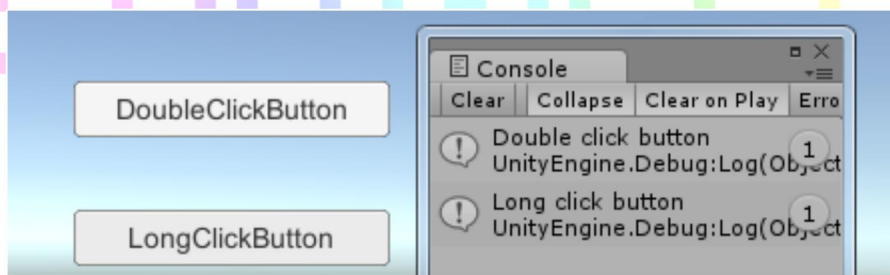 DoubleClickButton
LongClickButton
Console
Clear Collapse Clear on Play Erro
Double click button
UnityEngine.Debug:Log(Object
1
Long click button
UnityEngine.Debug:Log(Object
1